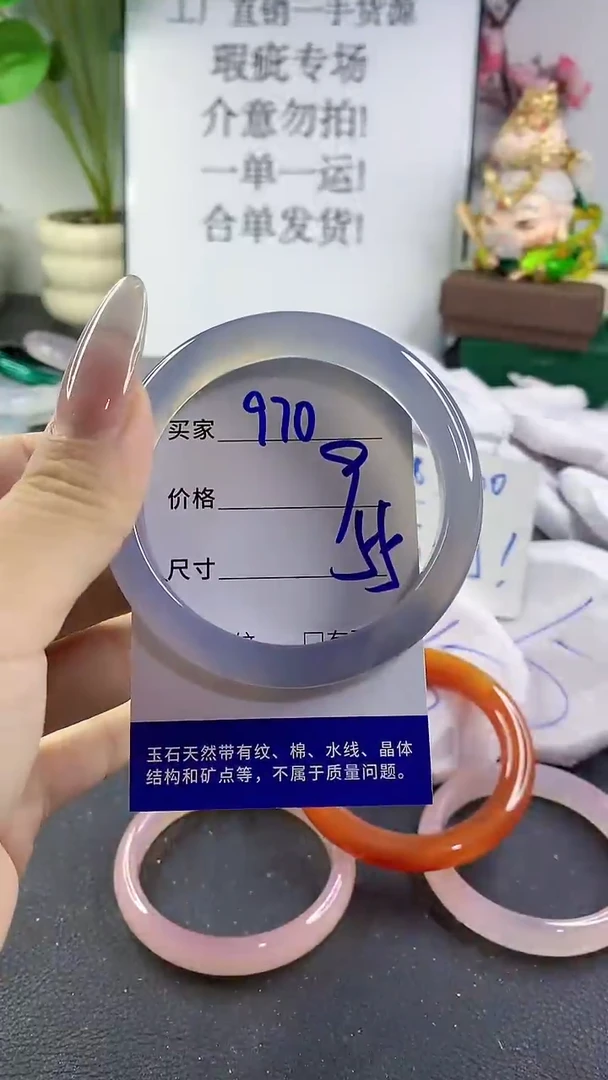 工厂直销一手货源
瑕疵专场
介意勿拍!
一单一运!
合单发货!
买家 970
价格 9
尺寸 55
玉石天然带有纹、棉、水线、晶体
结构和矿点等，不属于质量问题。